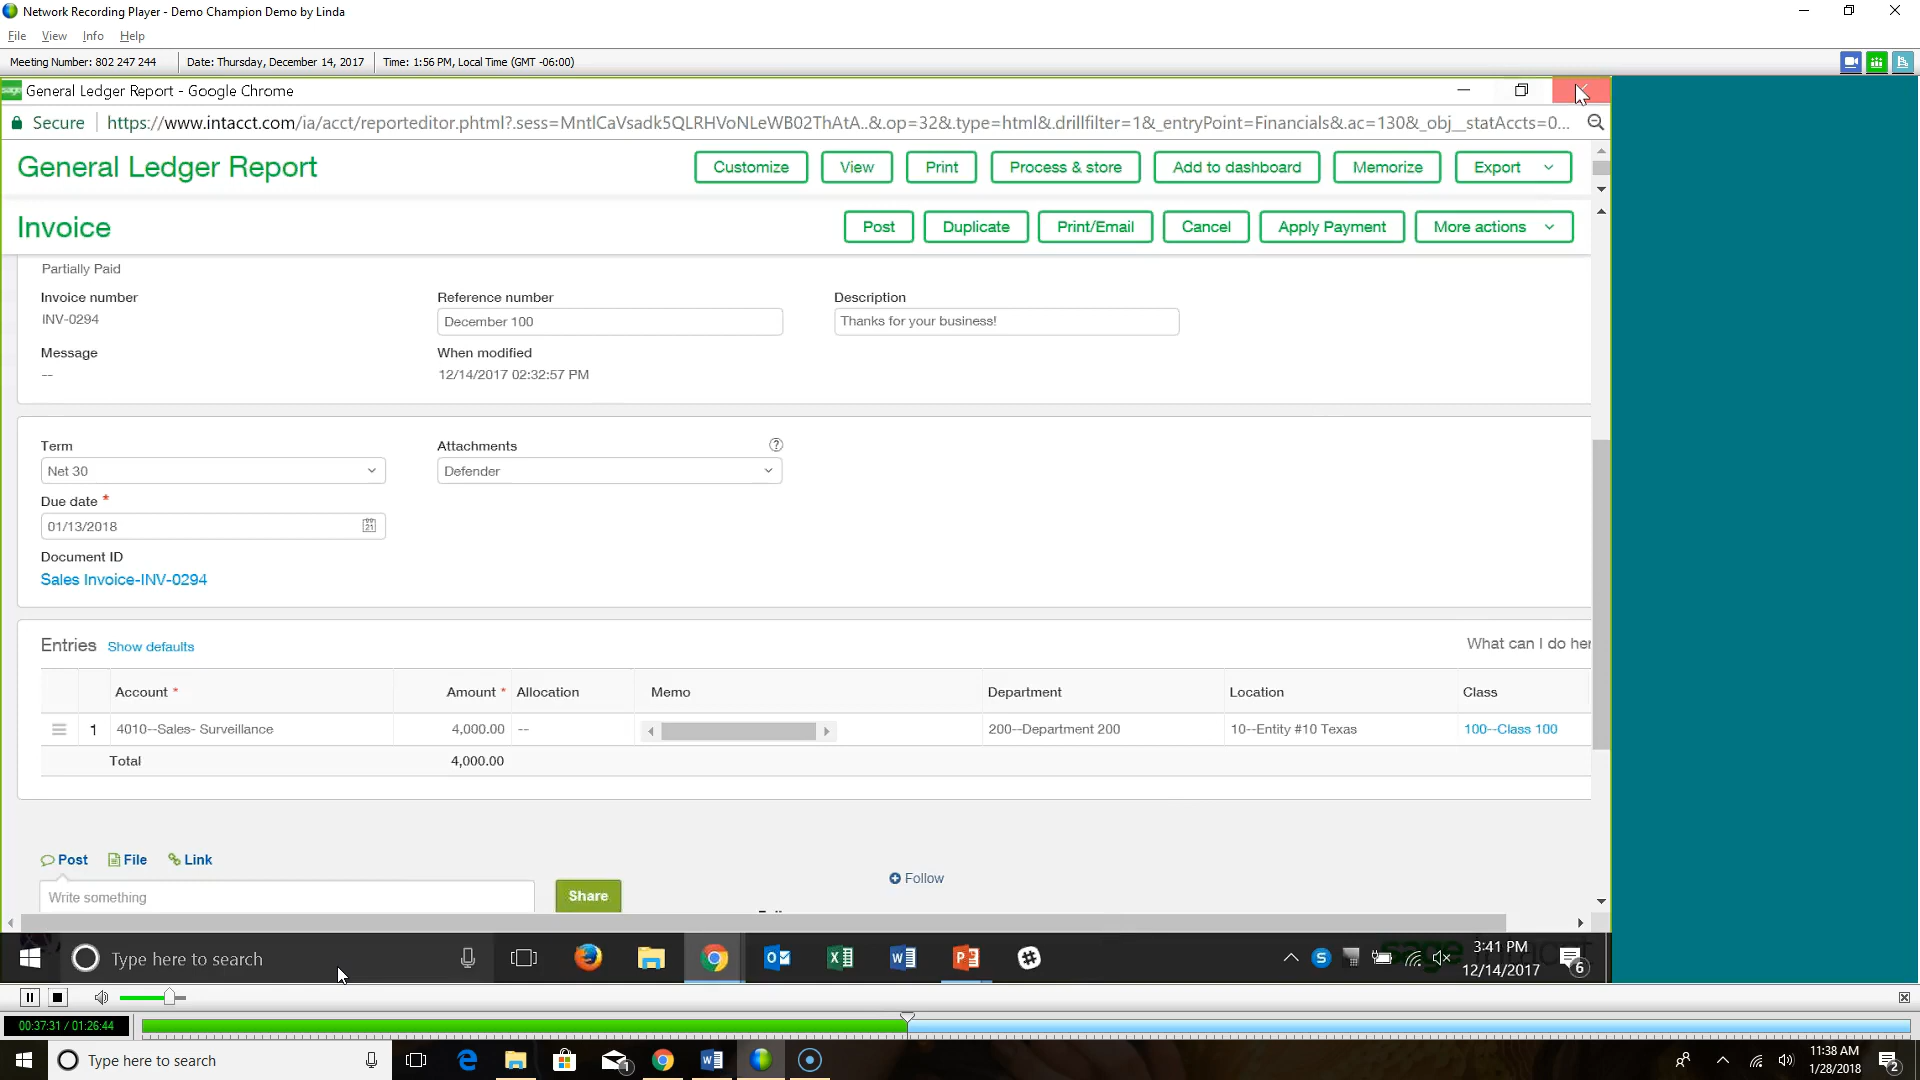 Network Recording Player - Demo Champion Demo by Linda
File View Info Help
Meeting Number: 802 247 244 Date: Thursday, December 14, 2017 Time: 1:56 PM, Local Time (GMT -06:00)
General Ledger Report - Google Chrome
Secure https://www.intacct.com/ia/acct/reporteditor.phtml?.sess=MntlCaVsadk5QLRHVoNLeWB02ThAtA..&.op=32&.type=html&.drillfilter=1&_entryPoint=Financials&.ac=130&_obj__statAccts=0...
General Ledger Report Customize View Print Process & store Add to dashboard Memorize Export
Invoice Post Duplicate Print/Email Cancel Apply Payment More actions
Partially Paid
Invoice number Reference number Description
INV-0294 December 100 Thanks for your business!
Message When modified
-- 12/14/2017 02:32:57 PM
Term Attachments ?
Net 30 Defender
Due date *
01/13/2018 21
Document ID
Sales Invoice-INV-0294
Entries Show defaults What can I do her
Account * Amount * Allocation Memo Department Location Class
1 4010--Sales- Surveillance 4,000.00 -- 200--Department 200 10--Entity #10 Texas 100--Class 100
Total 4,000.00
Post File Link
Follow
Write something Share
Type here to search 3:41 PM
12/14/2017 6
00:37:31 / 01:26:44
Type here to search 1 11:38 AM
1/28/2018 2